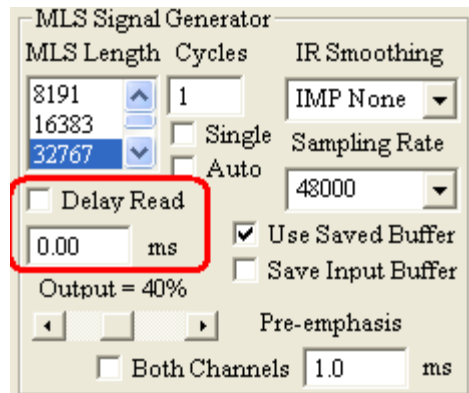 MLS Signal Generator
MLS Length Cycles IR Smoothing
8191
16383
32767
1
IMP None
Single
Auto
Sampling Rate
48000
Delay Read
0.00 ms
Use Saved Buffer
Save Input Buffer
Output = 40%
Pre-emphasis
Both Channels 1.0 ms